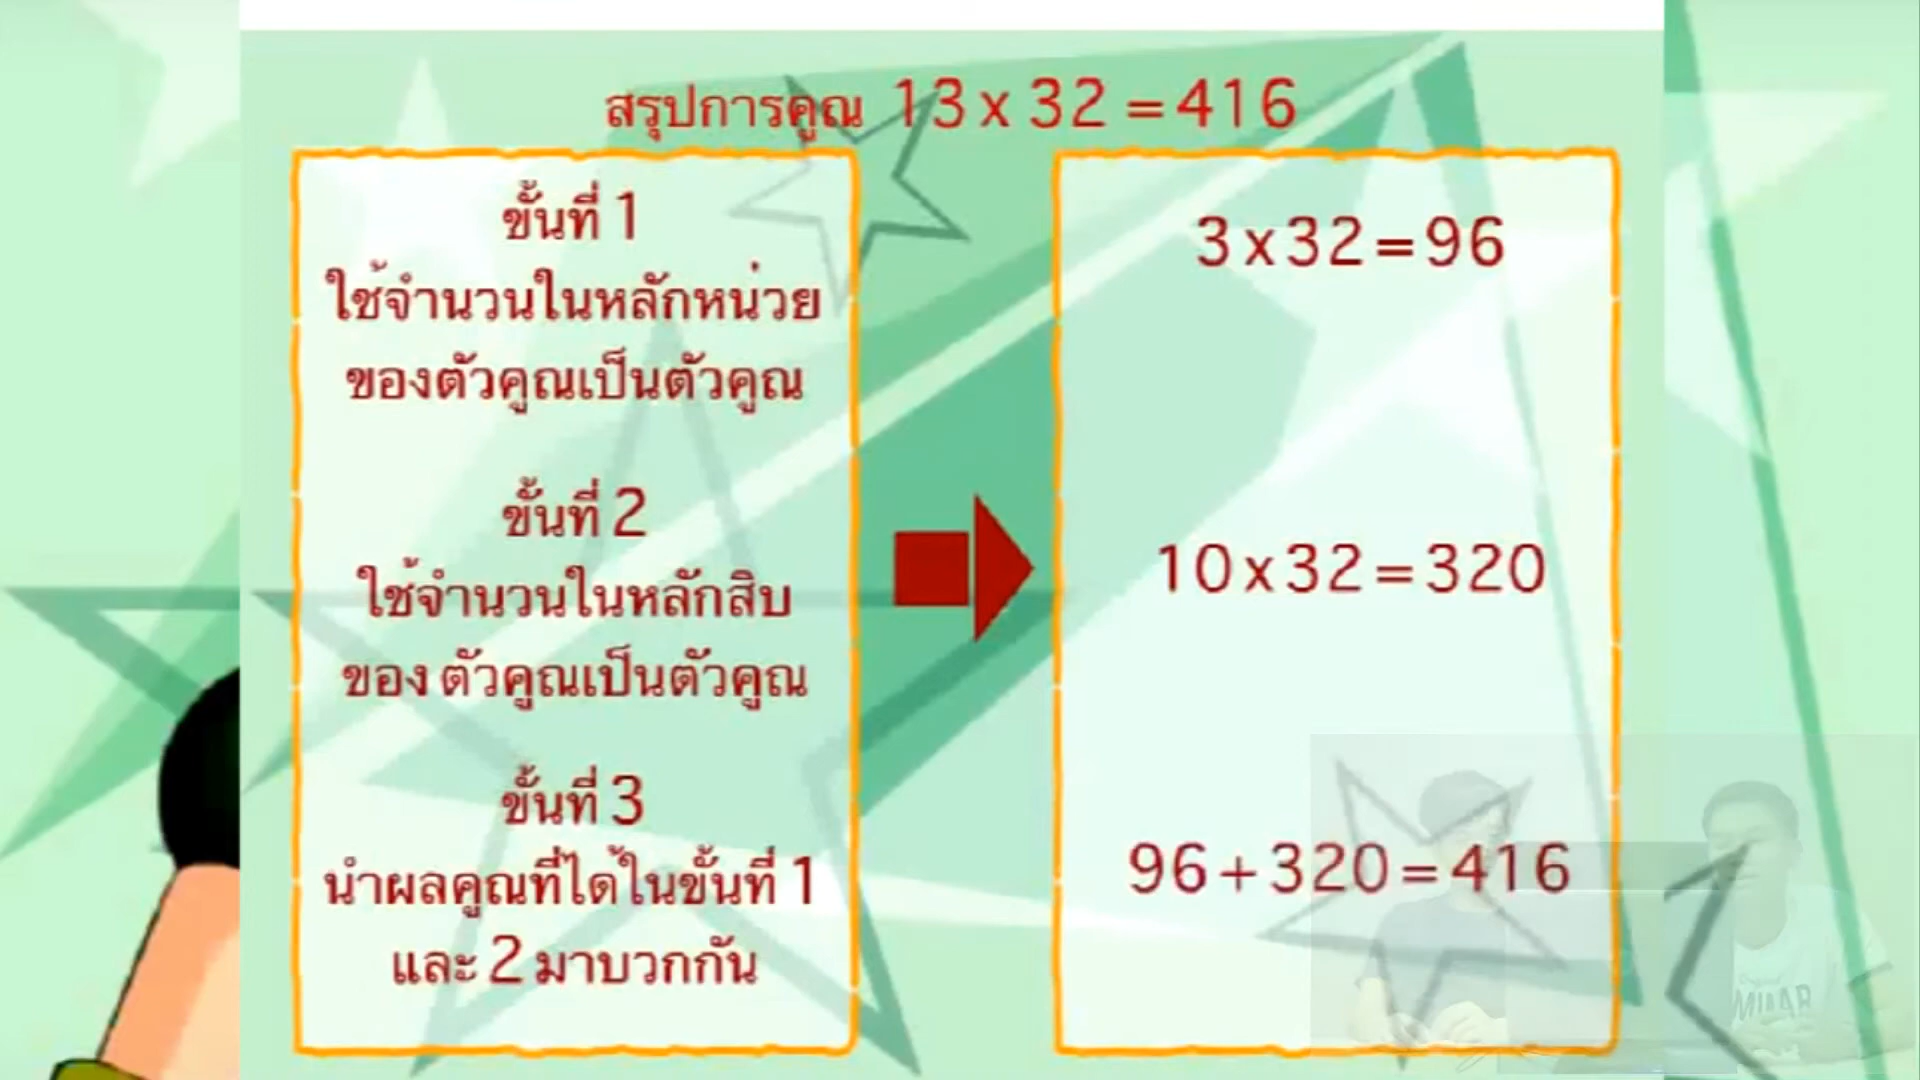 สรุปการคูณ 13 x 32 = 416
ขั้นที่ 1
ใช้จำนวนในหลักหน่วย
ของตัวคูณเป็นตัวคูณ
ขั้นที่ 2
ใช้จำนวนในหลักสิบ
ของ ตัวคูณเป็นตัวคูณ
ขั้นที่ 3
นำผลคูณที่ได้ในขั้นที่ 1
และ 2 มาบวกกัน
3 x 32 = 96
10 x 32 = 320
96 + 320 = 416